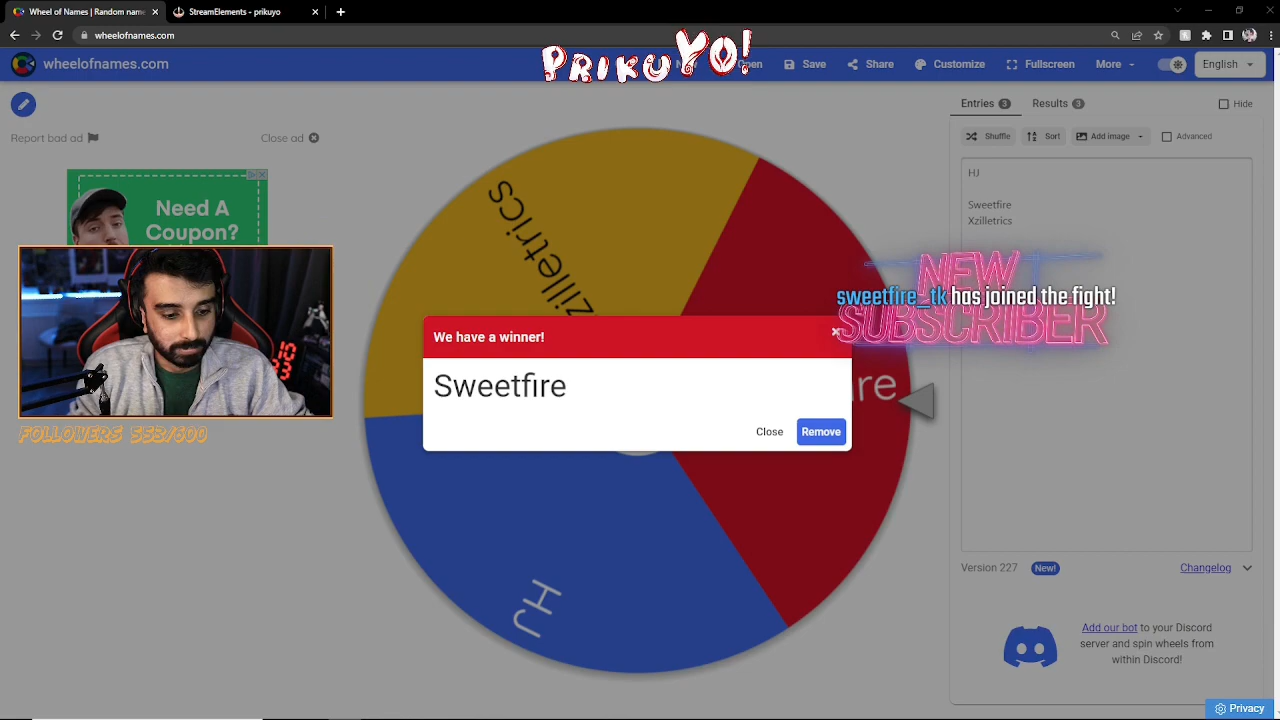 Wheel of Names | Random name
StreamElements - prikuyo
wheelofnames.com
PRIKUYO!
wheelofnames.com
Save
Share
Customize
Fullscreen
More
English
Report bad ad
Close ad
Need A
Coupon?
Entries 3
Results 3
Hide
Shuffle
Sort
Add image
Advanced
HJ
Sweetfire
Xzilletrics
zilletrics
ire
HJ
We have a winner!
Sweetfire
Close
Remove
NEW
sweetfire_tk has joined the fight!
SUBSCRIBER
FOLLOWERS 553/600
Version 227
New!
Changelog
Add our bot to your Discord
server and spin wheels from
within Discord!
Privacy